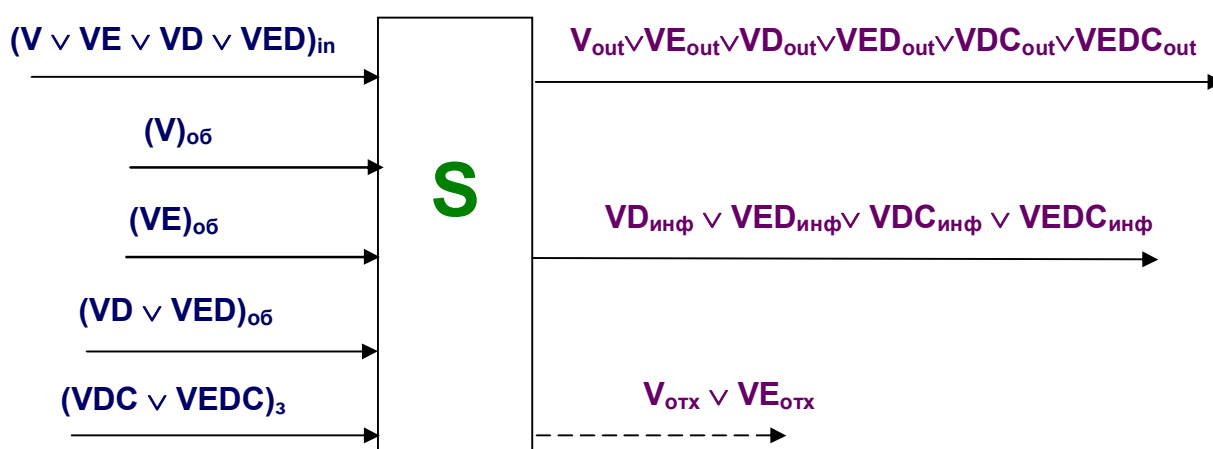 (V ∨ VE ∨ VD ∨ VED)in
Vout∨VEout∨VDout∨VEDout∨VDCout∨VEDCout
(V)об
S
(VE)об
VDинф ∨ VEDинф∨ VDCинф ∨ VEDCинф
(VD ∨ VED)об
(VDC ∨ VEDC)з
Vотх ∨ VEотх